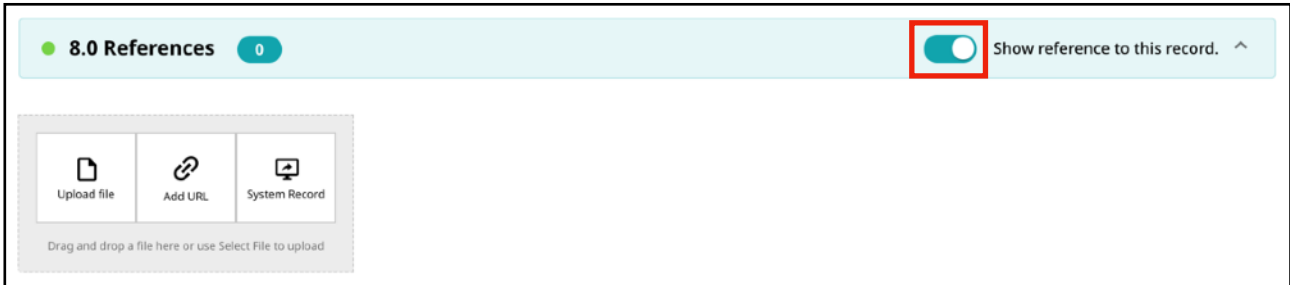 8.0 References 0 Show reference to this record.
Upload file Add URL System Record
Drag and drop a file here or use Select File to upload